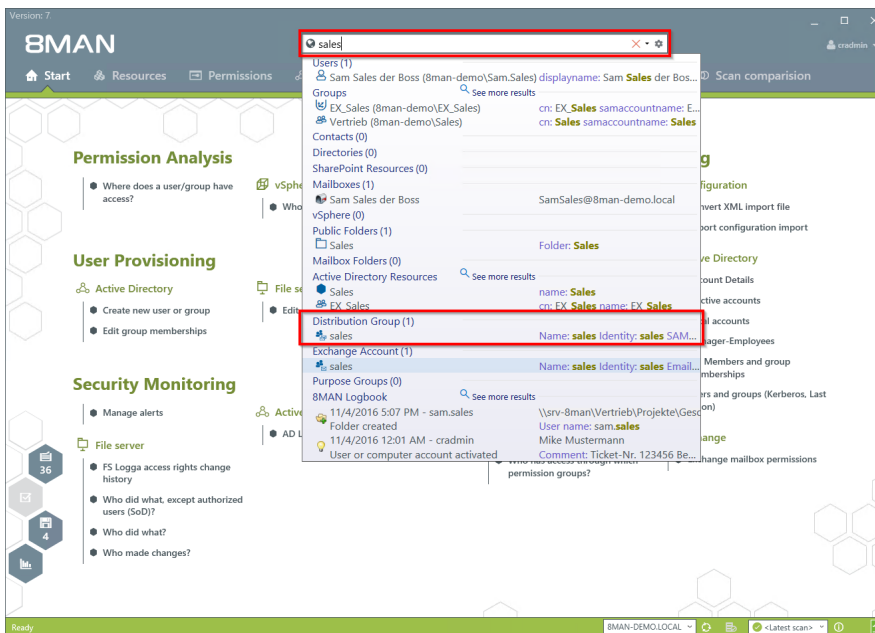 Version: 7
8MAN
sales
cradmin
Start
Resources
Permissions
Scan comparision
Users (1)
Sam Sales der Boss (8man-demo\Sam.Sales) displayname: Sam Sales der Bos...
Groups See more results
EX_Sales (8man-demo\EX_Sales) cn: EX_Sales samaccountname: E...
Vertrieb (8man-demo\Sales) cn: Sales samaccountname: Sales
Contacts (0)
Directories (0)
SharePoint Resources (0)
Mailboxes (1)
Sam Sales der Boss SamSales@8man-demo.local
vSphere (0)
Public Folders (1)
Sales Folder: Sales
Mailbox Folders (0)
Active Directory Resources See more results
Sales name: Sales
EX_Sales cn: EX_Sales name: EX_Sales
Distribution Group (1)
sales Name: sales Identity: sales SAM...
Exchange Account (1)
sales Name: sales Identity: sales Email...
Purpose Groups (0)
8MAN Logbook See more results
11/4/2016 5:07 PM - sam.sales \\srv-8man\Vertrieb\Projekte\Gesc
Folder created User name: sam.sales
11/4/2016 12:01 AM - cradmin Mike Mustermann
User or computer account activated Comment: Ticket-Nr. 123456 Be...
Permission Analysis
Where does a user/group have
access?
vSphe
Who
User Provisioning
Active Directory
Create new user or group
Edit group memberships
File se
Edit
Security Monitoring
Manage alerts
File server
FS Logga access rights change
history
Who did what, except authorized
users (SoD)?
Who did what?
Who made changes?
Active
AD L
Who has access through which
permission groups?
g
figuration
nvert XML import file
port configuration import
ve Directory
count Details
ctive accounts
al accounts
nager-Employees
Members and group
mberships
ers and groups (Kerberos, Last
on)
ange
change mailbox permissions
36
4
Ready
8MAN-DEMO.LOCAL
<Latest scan>